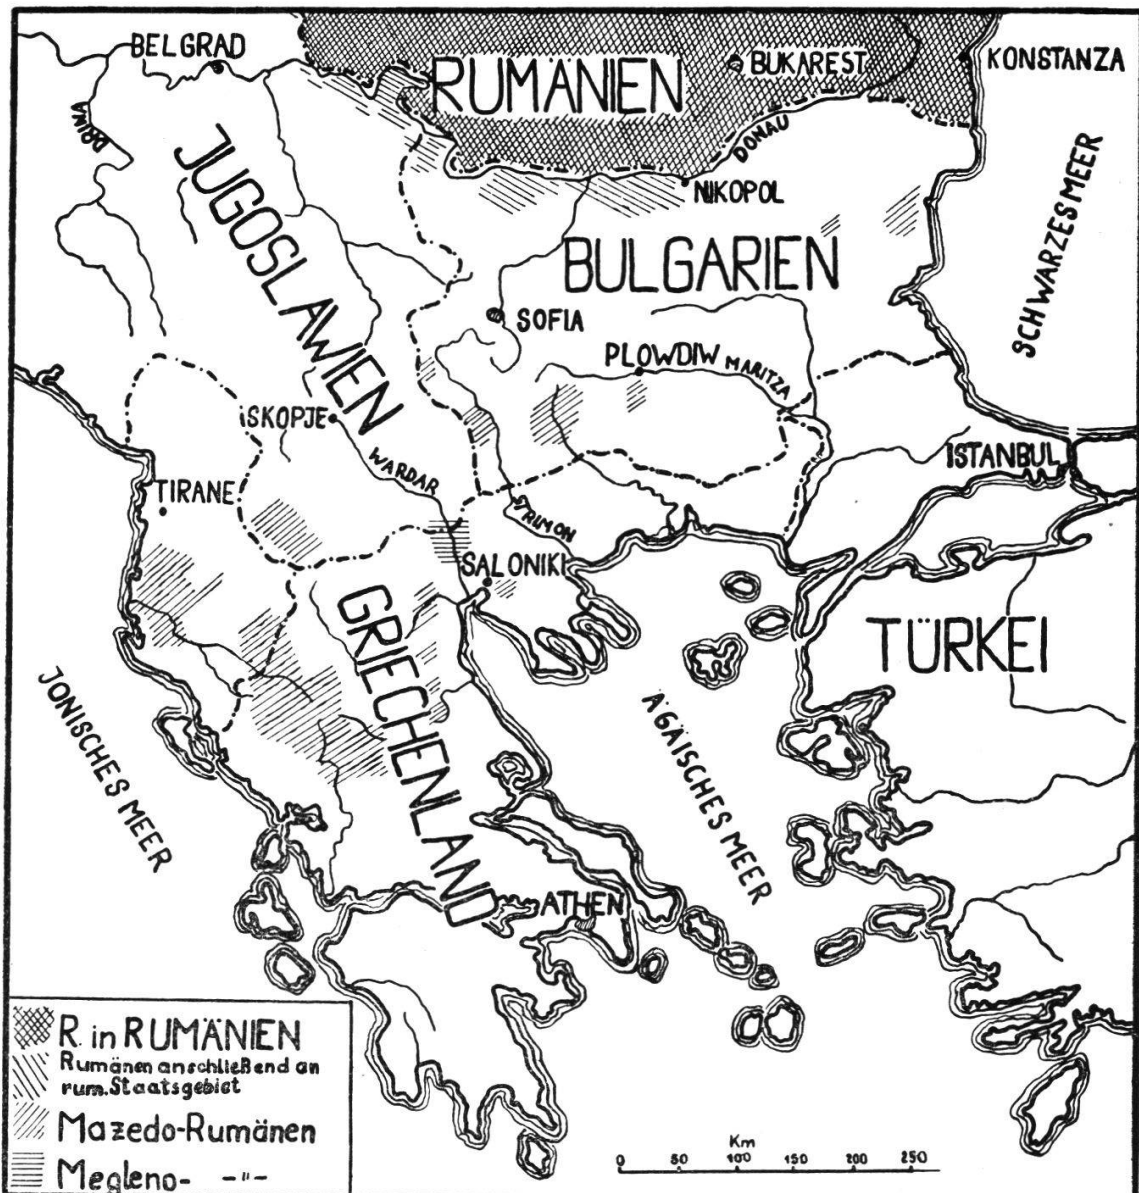 BELGRAD
RUMÄNIEN
BUKAREST
KONSTANZA
DRINA
DONAU
JUGOSLAWIEN
NIKOPOL
SCHWARZES MEER
BULGARIEN
SOFIA
PLOWDIW
MARITZA
SKOPJE
WARDAR
ISTANBUL
TIRANE
STRUMON
SALONIKI
GRIECHENLAND
TÜRKEI
JONISCHES MEER
ÄGÄISCHES MEER
ATHEN
R. in RUMÄNIEN
Rumänen anschließend an
rum. Staatsgebiet
Mazedo-Rumänen
Megleno- -"-
Km
0 50 100 150 200 250